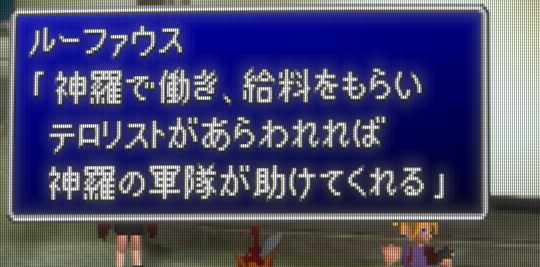 ルーファウス
「神羅で働き、給料をもらい
テロリストがあらわれれば
神羅の軍隊が助けてくれる」